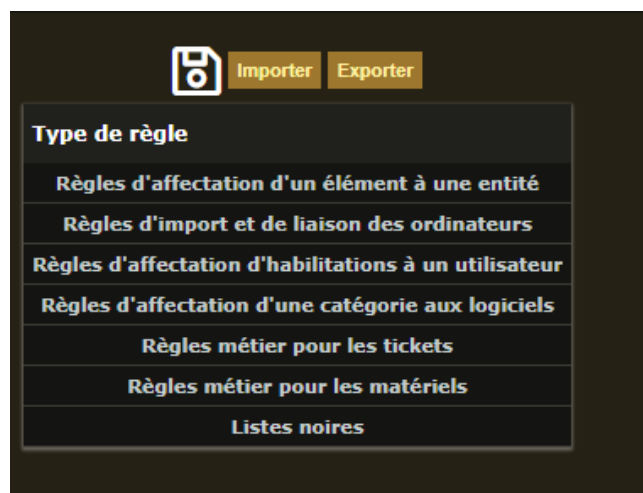 Importer Exporter
Type de règle
Règles d'affectation d'un élément à une entité
Règles d'import et de liaison des ordinateurs
Règles d'affectation d'habilitations à un utilisateur
Règles d'affectation d'une catégorie aux logiciels
Règles métier pour les tickets
Règles métier pour les matériels
Listes noires